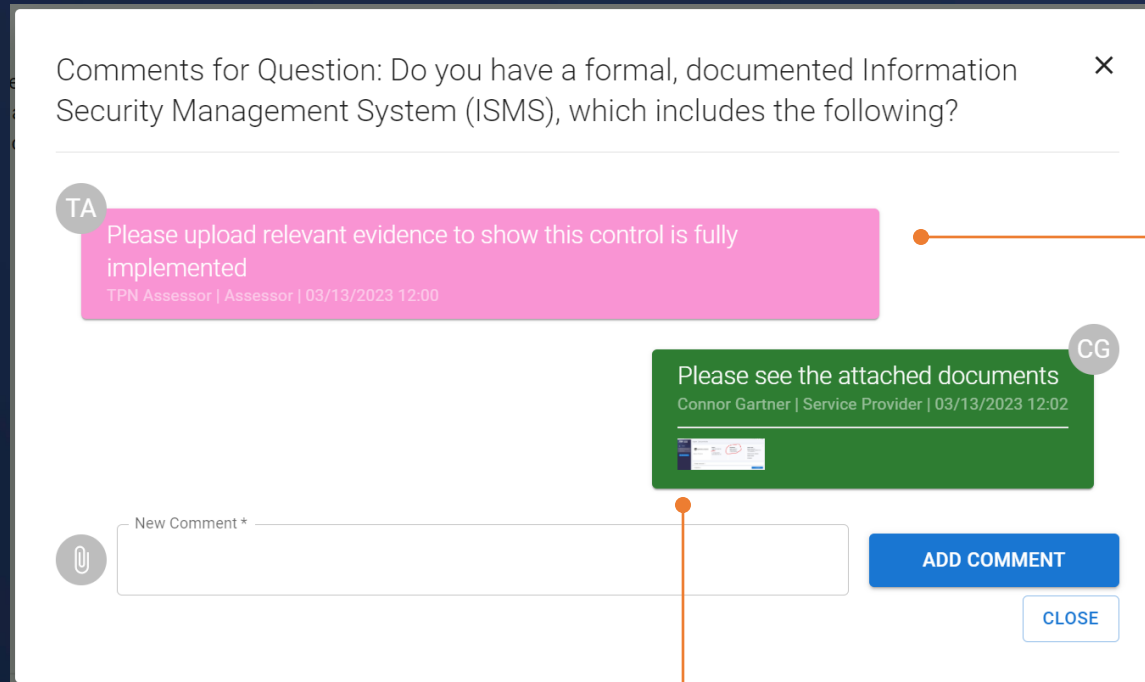 Comments for Question: Do you have a formal, documented Information
Security Management System (ISMS), which includes the following?
TA
Please upload relevant evidence to show this control is fully
implemented
TPN Assessor | Assessor | 03/13/2023 12:00
CG
Please see the attached documents
Connor Gartner | Service Provider | 03/13/2023 12:02
New Comment *
ADD COMMENT
CLOSE